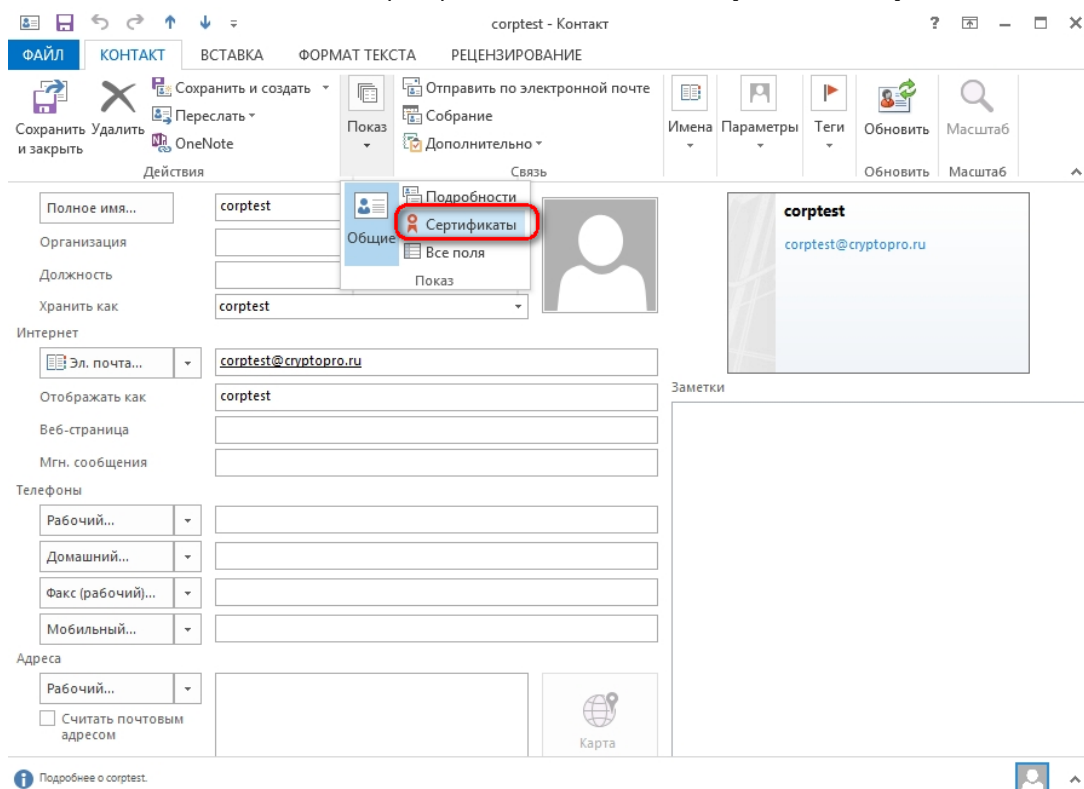 corptest - Контакт
ФАЙЛ КОНТАКТ ВСТАВКА ФОРМАТ ТЕКСТА РЕЦЕНЗИРОВАНИЕ
Сохранить и закрыть
Удалить
Сохранить и создать
Переслать
OneNote
Действия
Показ
Отправить по электронной почте
Собрание
Дополнительно
Связь
Имена
Параметры
Теги
Обновить
Обновить
Масштаб
Масштаб
Общие
Подробности
Сертификаты
Все поля
Показ
Полное имя... corptest
Организация
Должность
Хранить как corptest
Интернет
Эл. почта... corptest@cryptopro.ru
Отображать как corptest
Веб-страница
Мгн. сообщения
Телефоны
Рабочий...
Домашний...
Факс (рабочий)...
Мобильный...
Адреса
Рабочий...
Считать почтовым
адресом
Карта
corptest
corptest@cryptopro.ru
Заметки
Подробнее о corptest.